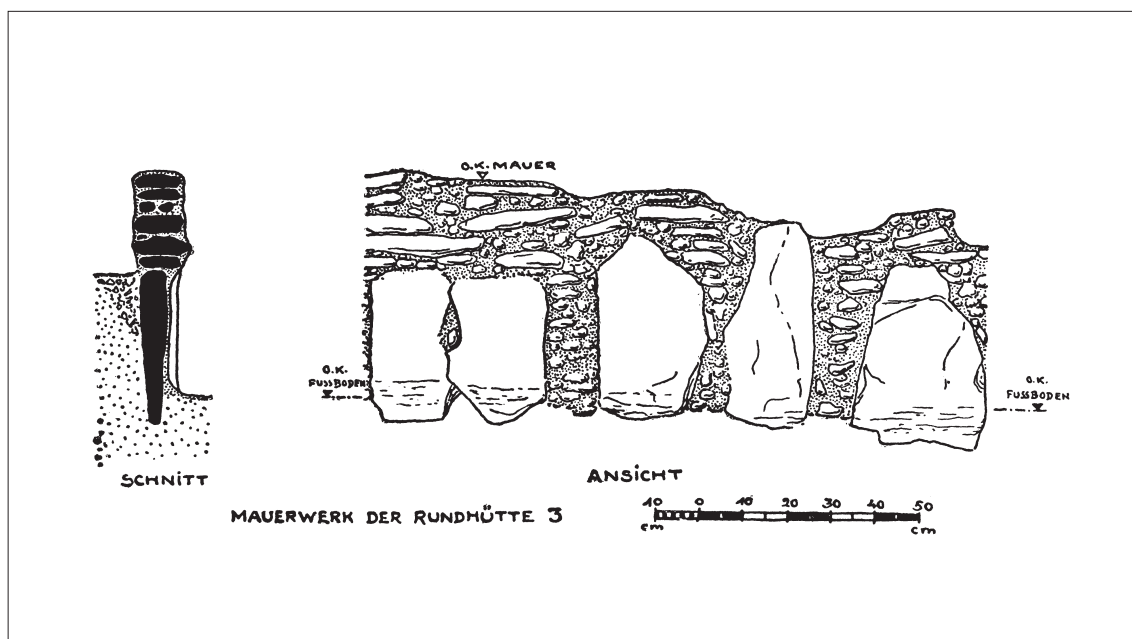 O.K. MAUER
O.K.
FUSSBODEN
O.K.
FUSSBODEN
SCHNITT
ANSICHT
MAUERWERK DER RUNDHÜTTE 3
10 0 10 20 30 40 50
cm cm